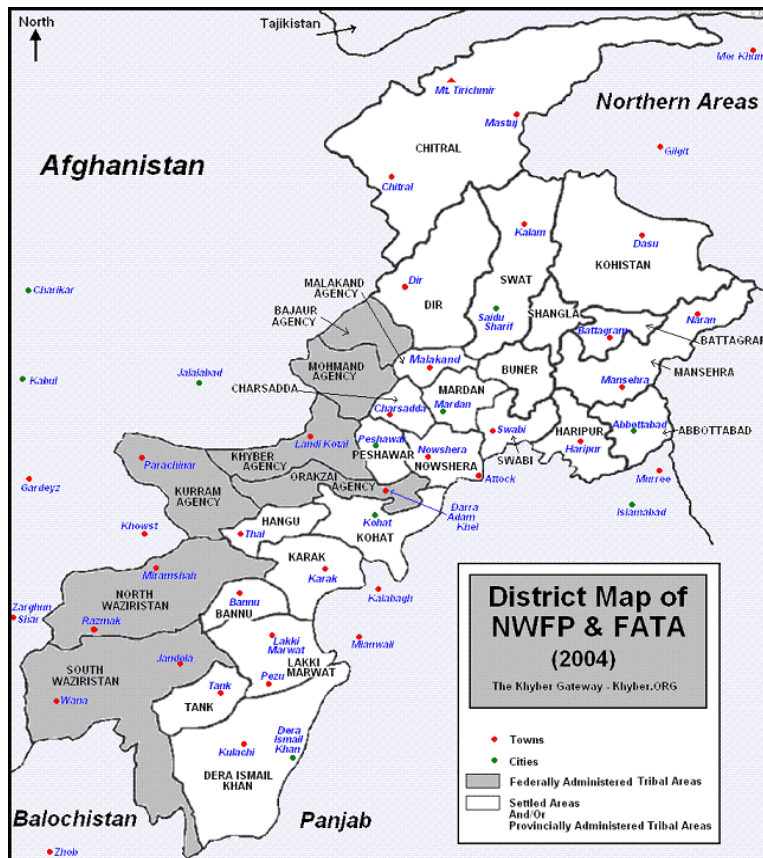 North
Tajikistan
Mt. Tirichmir
Mastuj
Northern Areas
Gilgit
CHITRAL
Afghanistan
Chitral
Kalam
Dasu
KOHISTAN
Dir
SWAT
MALAKAND
AGENCY
DIR
Charikar
BAJAUR
AGENCY
Saidu
Sharif
SHANGLA
Naran
Battagram
BATTAGRAM
Malakand
BUNER
MANSEHRA
MOHMAND
AGENCY
Kabul
Jalalabad
CHARSADDA
MARDAN
Mardan
Mansehra
Charsadda
Swabi
HARIPUR
Haripur
Abbottabad
ABBOTTABAD
Landi Kotal
Peshawar
PESHAWAR
Nowshera
NOWSHERA
SWABI
KHYBER
AGENCY
Parachinar
ORAKZAI
AGENCY
Attock
Murree
Gardeyz
KURRAM
AGENCY
Darra
Adam
Khel
Islamabad
Khowst
HANGU
Thal
Kohat
KOHAT
KARAK
Karak
Miramshah
NORTH
WAZIRISTAN
Kalabagh
Bannu
BANNU
Zarghun
Shar
Razmak
Lakki
Marwat
Mianwali
LAKKI
MARWAT
SOUTH
WAZIRISTAN
Jandola
Pezu
Tank
TANK
Wana
Dera
Ismail
Khan
Kulachi
DERA ISMAIL
KHAN
Balochistan
Panjab
Zhob
District Map of
NWFP & FATA
(2004)
The Khyber Gateway - Khyber.ORG
Towns
Cities
Federally Administered Tribal Areas
Settled Areas
And/Or
Provincially Administered Tribal Areas